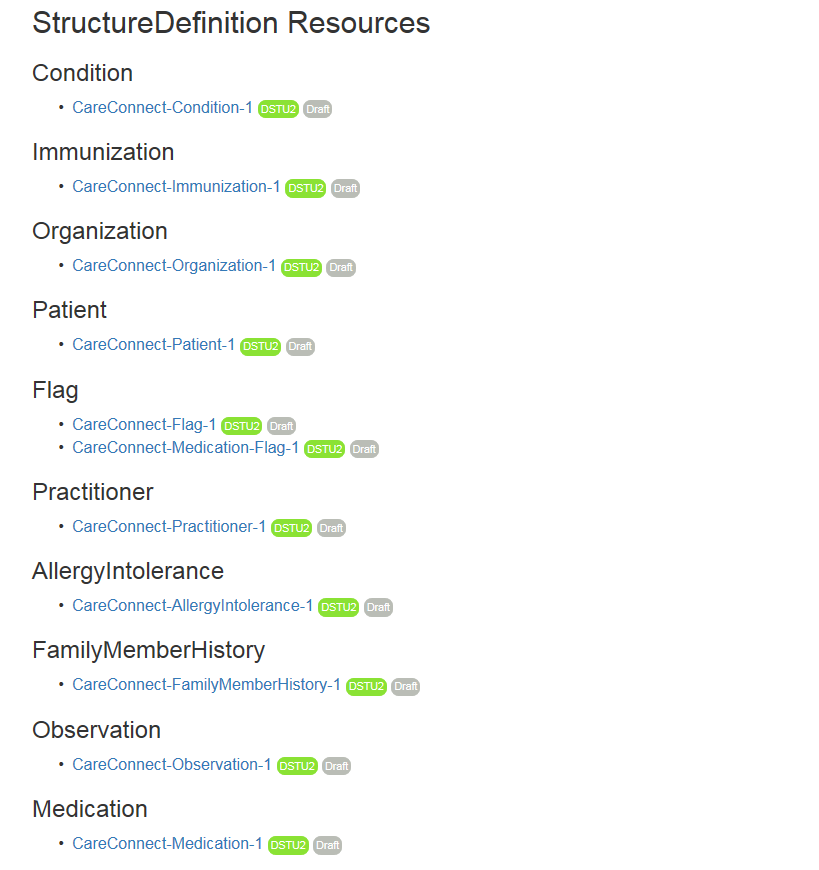 StructureDefinition Resources
Condition
• CareConnect-Condition-1 DSTU2 Draft
Immunization
• CareConnect-Immunization-1 DSTU2 Draft
Organization
• CareConnect-Organization-1 DSTU2 Draft
Patient
• CareConnect-Patient-1 DSTU2 Draft
Flag
• CareConnect-Flag-1 DSTU2 Draft
• CareConnect-Medication-Flag-1 DSTU2 Draft
Practitioner
• CareConnect-Practitioner-1 DSTU2 Draft
AllergyIntolerance
• CareConnect-AllergyIntolerance-1 DSTU2 Draft
FamilyMemberHistory
• CareConnect-FamilyMemberHistory-1 DSTU2 Draft
Observation
• CareConnect-Observation-1 DSTU2 Draft
Medication
• CareConnect-Medication-1 DSTU2 Draft